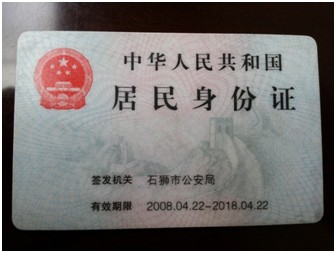 中华人民共和国
居民身份证
签发机关 石狮市公安局
有效期限 2008.04.22-2018.04.22